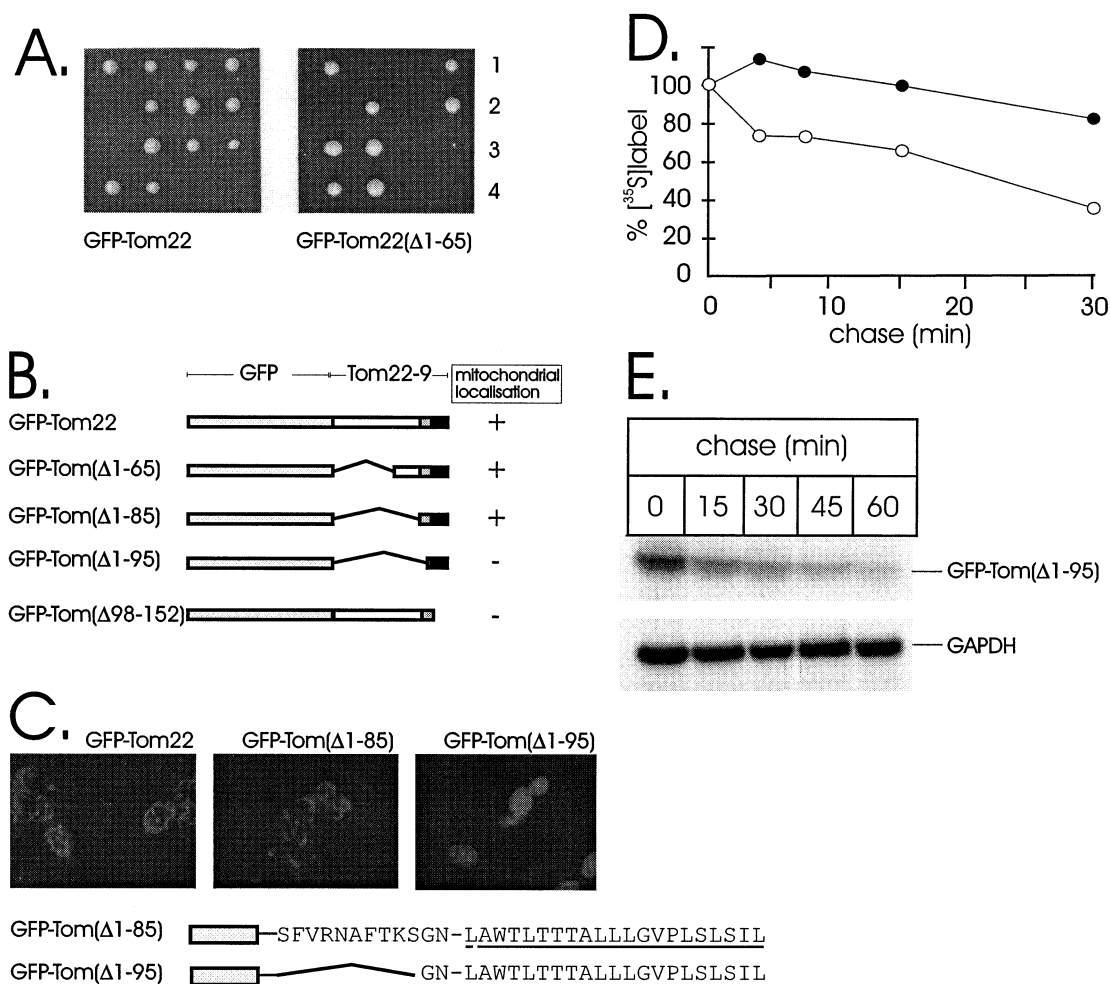 A.
1
2
3
4
GFP-Tom22
GFP-Tom22(Δ1-65)
B.
GFP
Tom22-9
mitochondrial
localisation
GFP-Tom22
+
GFP-Tom(Δ1-65)
+
GFP-Tom(Δ1-85)
+
GFP-Tom(Δ1-95)
-
GFP-Tom(Δ98-152)
-
C.
GFP-Tom22
GFP-Tom(Δ1-85)
GFP-Tom(Δ1-95)
GFP-Tom(Δ1-85)
SFVRNAFTKSGN-LAWTLTTTALLLGVPLSLSIL
GFP-Tom(Δ1-95)
GN-LAWTLTTTALLLGVPLSLSIL
D.
% [³⁵S]label
100
80
60
40
20
0
0
10
20
30
chase (min)
E.
chase (min)
0
15
30
45
60
GFP-Tom(Δ1-95)
GAPDH